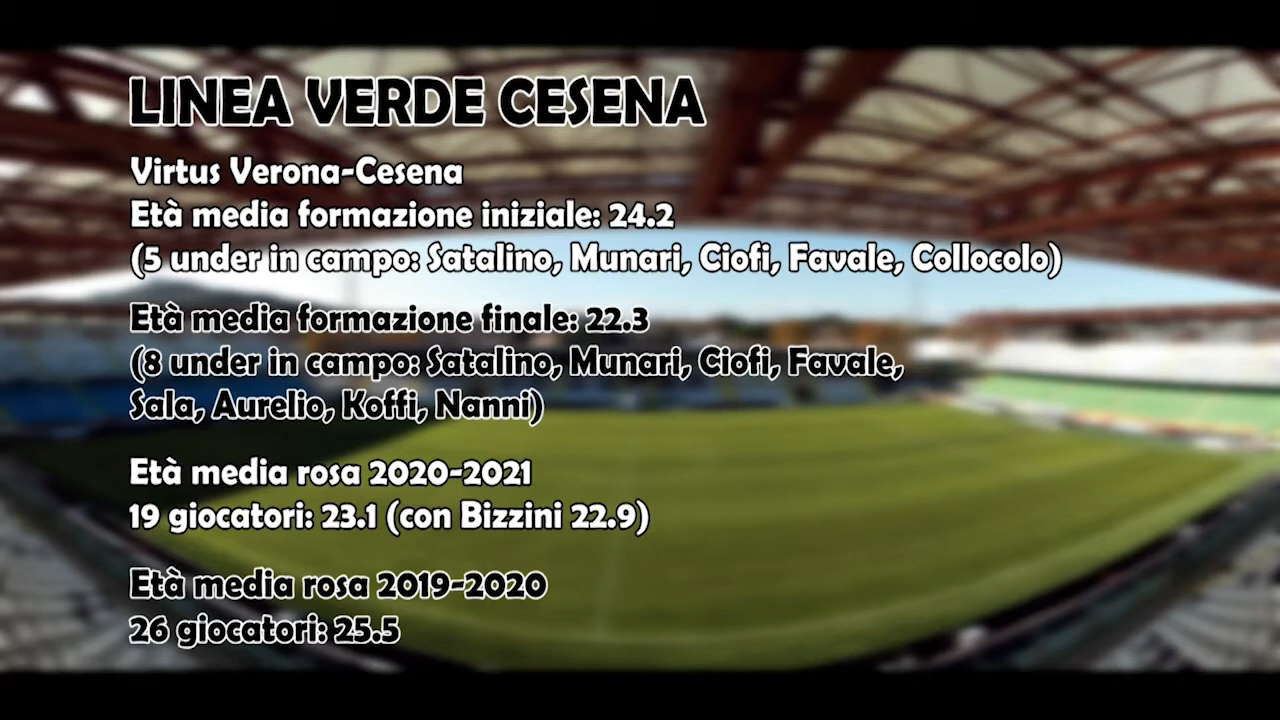 LINEA VERDE CESENA
Virtus Verona-Cesena
Età media formazione iniziale: 24.2
(5 under in campo: Satalino, Munari, Ciofi, Favale, Collocolo)
Età media formazione finale: 22.3
(8 under in campo: Satalino, Munari, Ciofi, Favale,
Sala, Aurelio, Koffi, Nanni)
Età media rosa 2020-2021
19 giocatori: 23.1 (con Bizzini 22.9)
Età media rosa 2019-2020
26 giocatori: 25.5